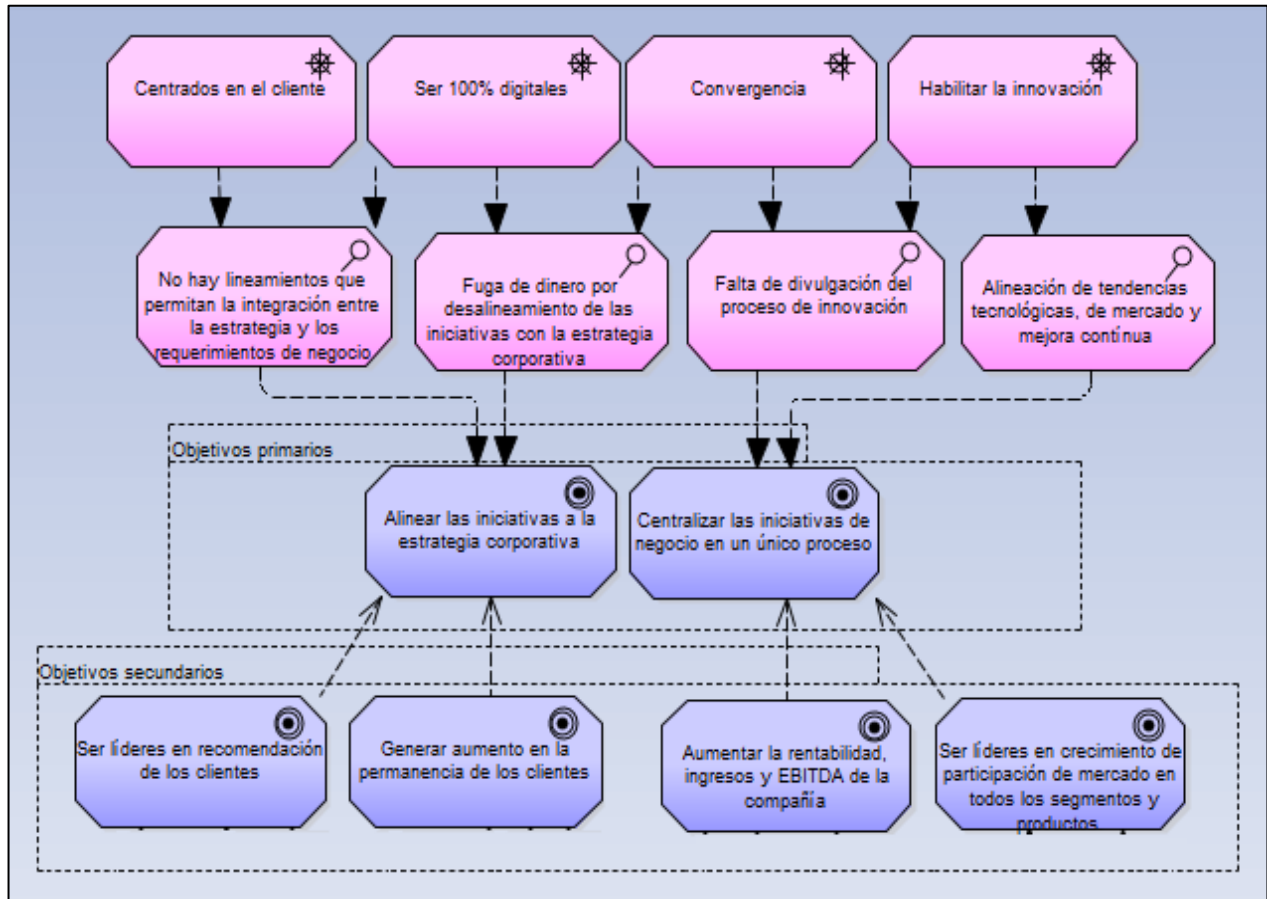 Centrados en el cliente
Ser 100% digitales
Convergencia
Habilitar la innovación
No hay lineamientos que
permitan la integración entre
la estrategia y los
requerimientos de negocio
Fuga de dinero por
desalineamiento de las
iniciativas con la estrategia
corporativa
Falta de divulgación del
proceso de innovación
Alineación de tendencias
tecnológicas, de mercado y
mejora contínua
Objetivos primarios
Alinear las iniciativas a la
estrategia corporativa
Centralizar las iniciativas de
negocio en un único proceso
Objetivos secundarios
Ser líderes en recomendación
de los clientes
Generar aumento en la
permanencia de los clientes
Aumentar la rentabilidad,
ingresos y EBITDA de la
compañía
Ser líderes en crecimiento de
participación de mercado en
todos los segmentos y
productos